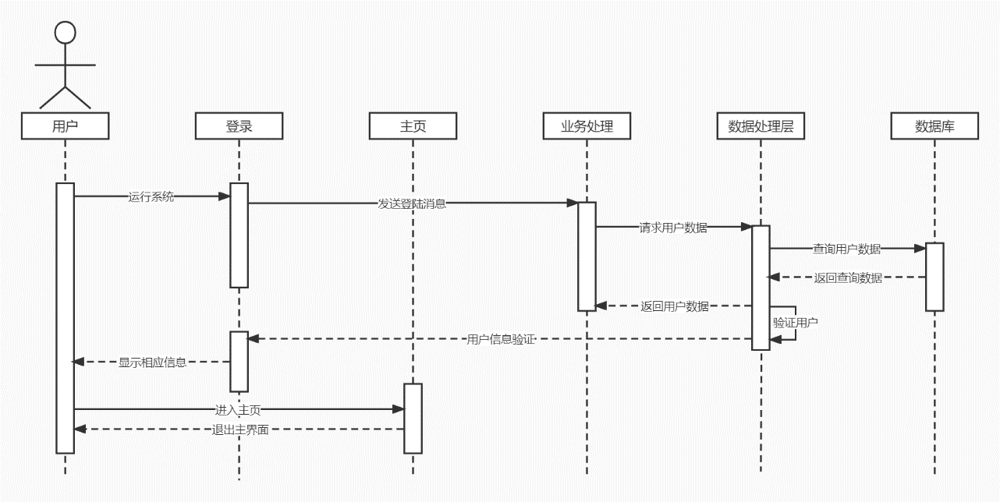 用户
登录
主页
业务处理
数据处理层
数据库
运行系统
发送登陆消息
请求用户数据
查询用户数据
返回查询数据
返回用户数据
验证用户
用户信息验证
显示相应信息
进入主页
退出主界面